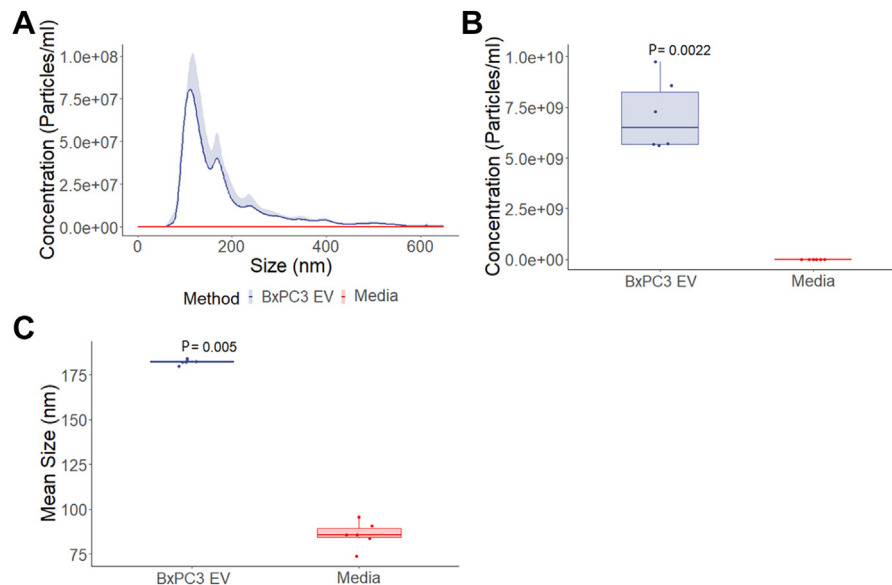 A
Concentration (Particles/ml)
1.0e+08
7.5e+07
5.0e+07
2.5e+07
0.0e+00
0 200 400 600
Size (nm)
Method BxPC3 EV Media
B
Concentration (Particles/ml)
P= 0.0022
1.0e+10
7.5e+09
5.0e+09
2.5e+09
0.0e+00
BxPC3 EV Media
C
Mean Size (nm)
P= 0.005
175
150
125
100
75
BxPC3 EV Media